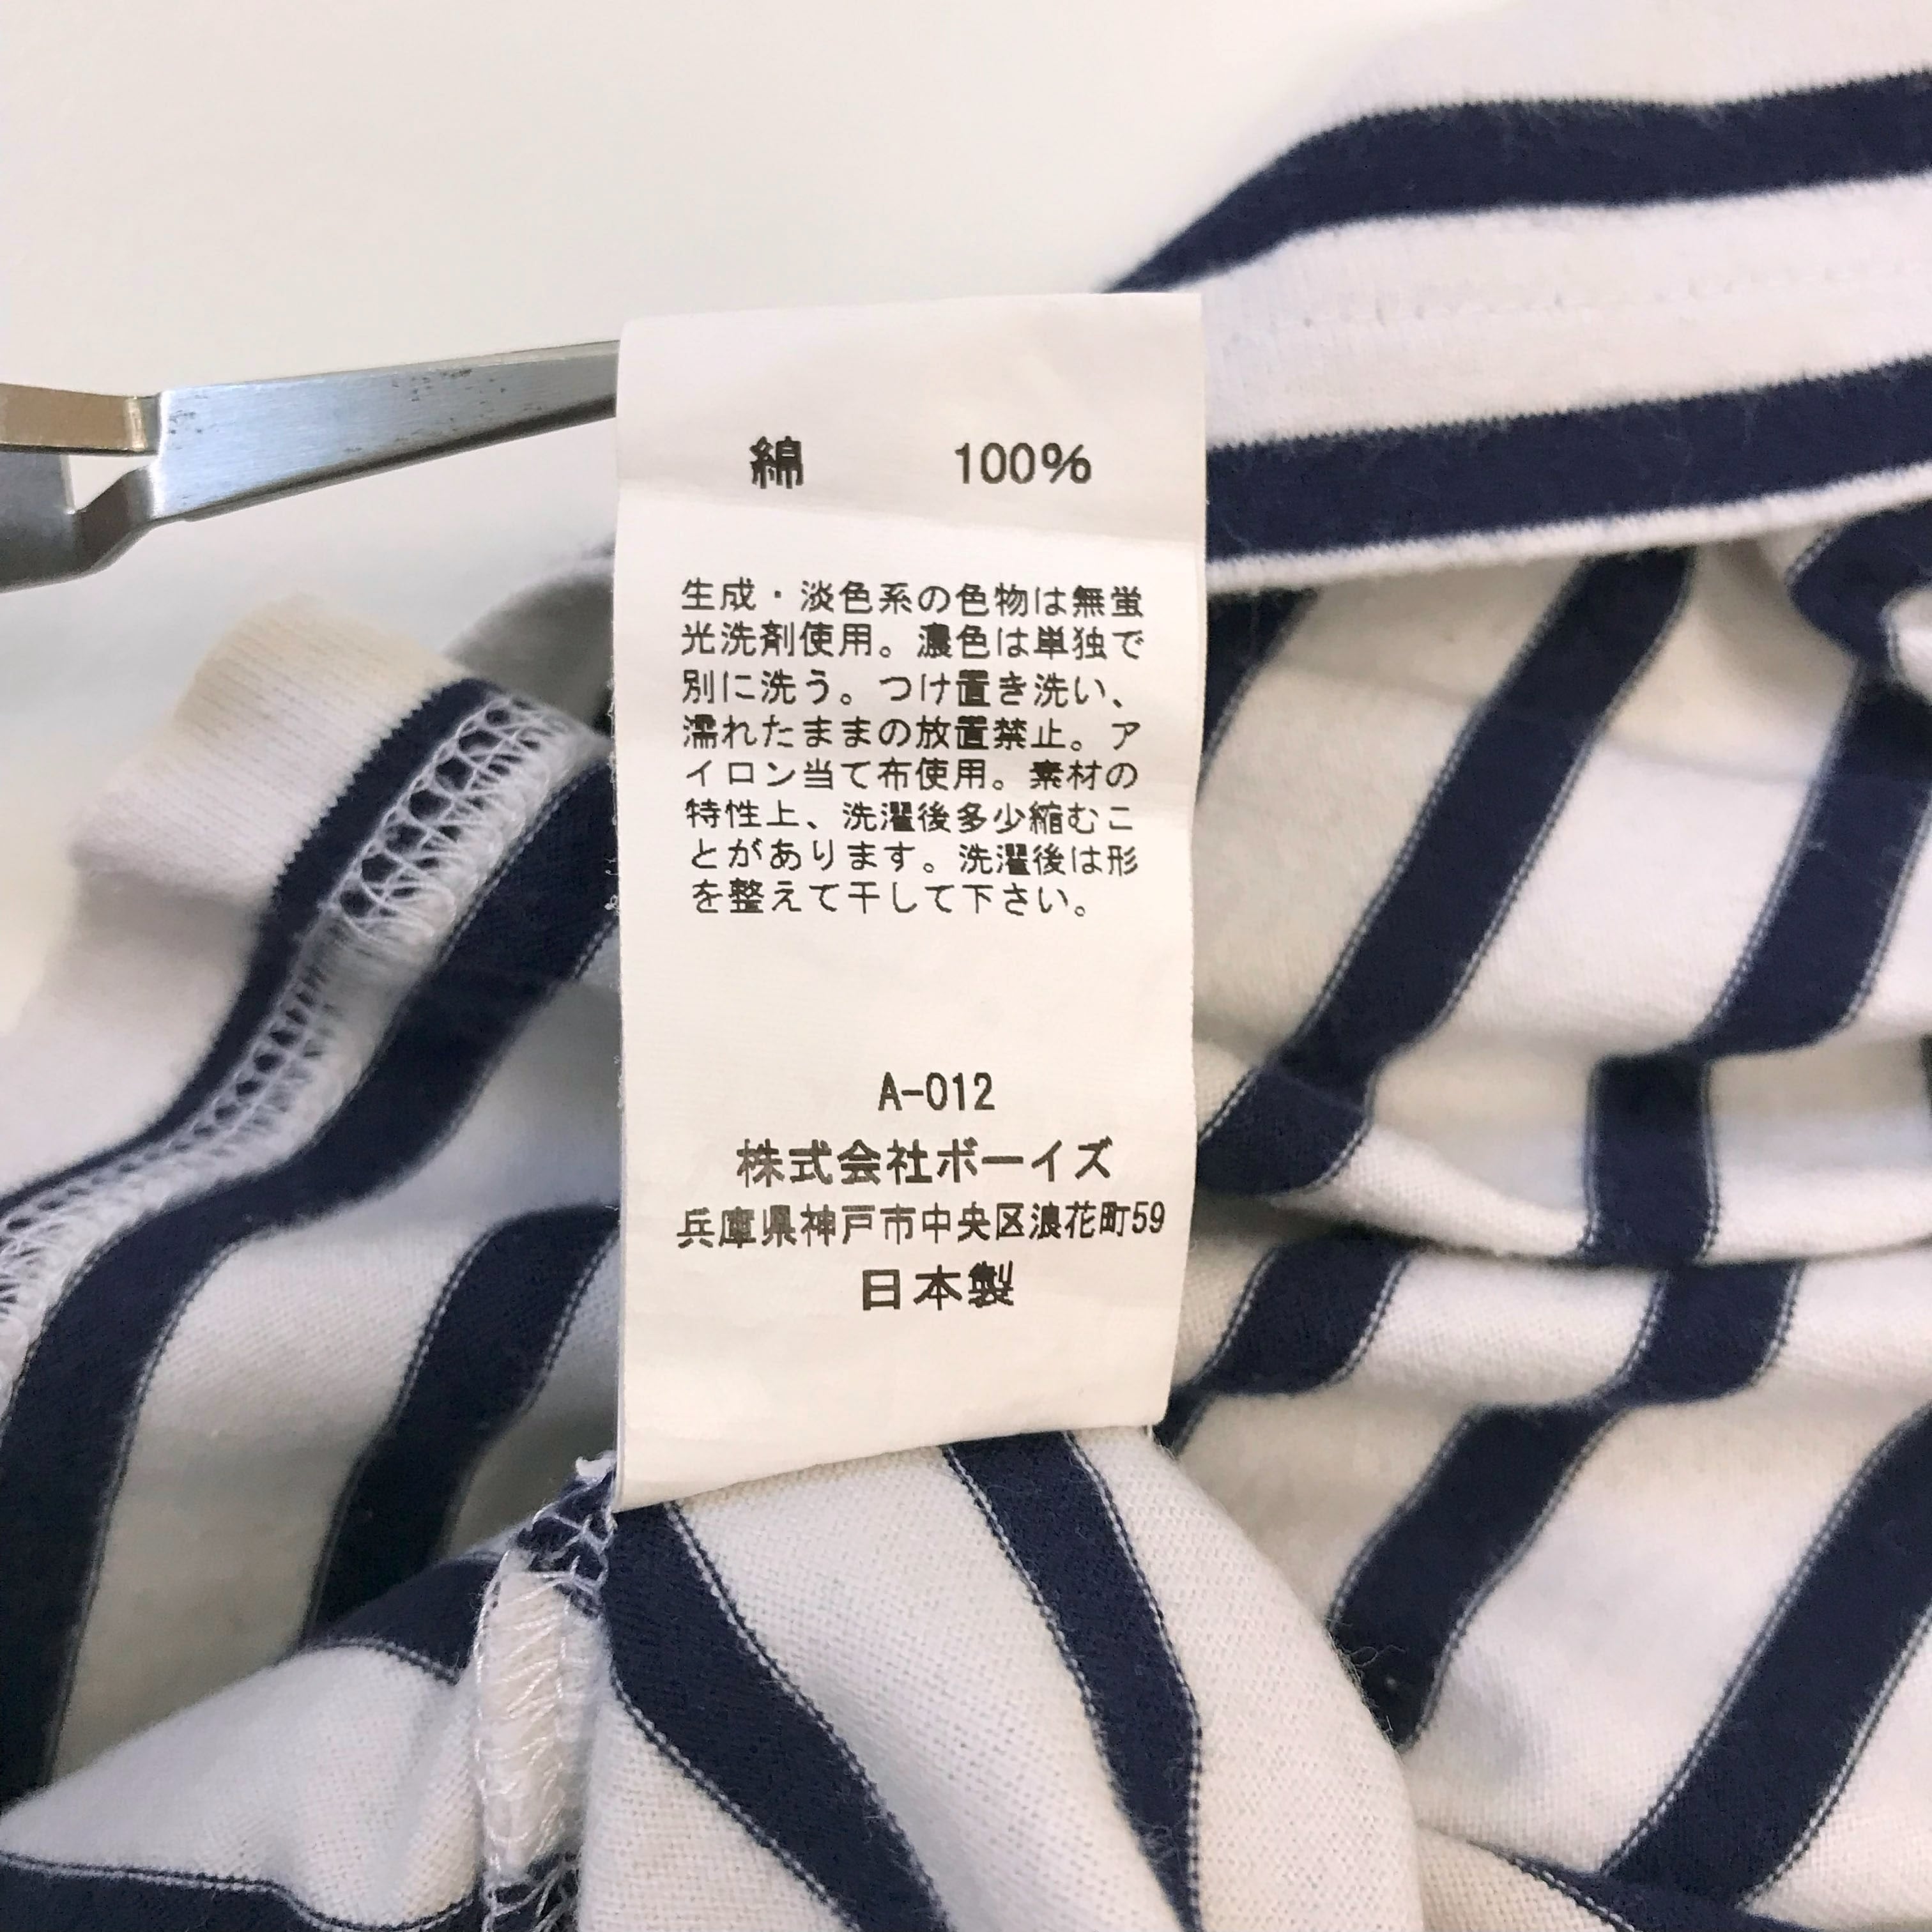 綿 100%
生成・淡色系の色物は無蛍
光洗剤使用。濃色は単独で
別に洗う。つけ置き洗い、
濡れたままの放置禁止。ア
イロン当て布使用。素材の
特性上、洗濯後多少縮むこ
とがあります。洗濯後は形
を整えて干して下さい。
A-012
株式会社ボーイズ
兵庫県神戸市中央区浪花町59
日本製